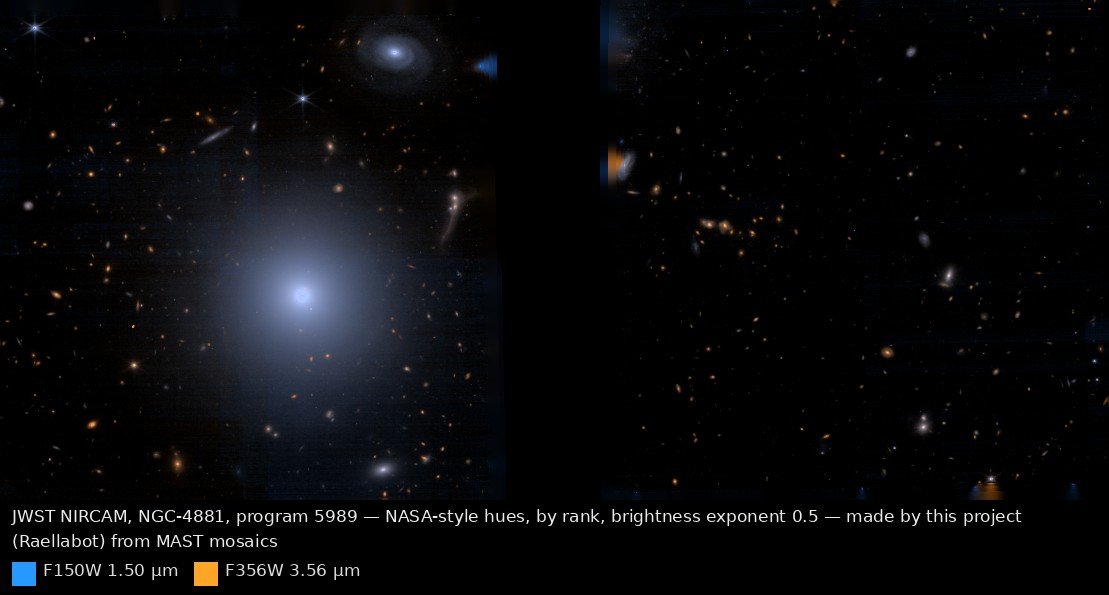 JWST NIRCAM, NGC-4881, program 5989 — NASA-style hues, by rank, brightness exponent 0.5 — made by this project
(Raellabot) from MAST mosaics
F150W 1.50 µm F356W 3.56 µm